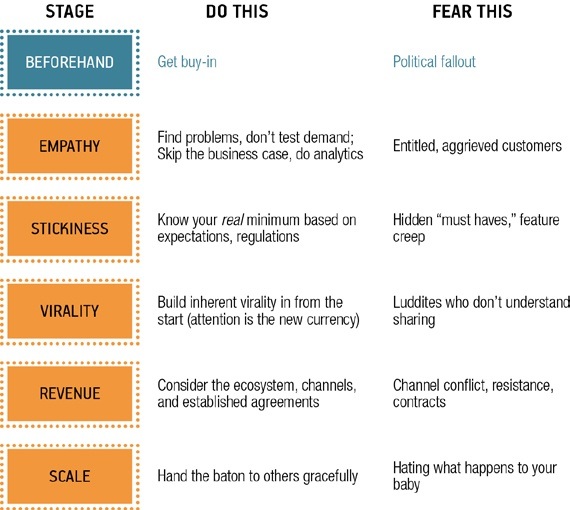 STAGE DO THIS FEAR THIS
BEFOREHAND Get buy-in Political fallout
EMPATHY
Find problems, don’t test demand;
Skip the business case, do analytics
Entitled, aggrieved customers
STICKINESS
Know your real minimum based on
expectations, regulations
Hidden “must haves,” feature
creep
VIRALITY
Build inherent virality in from the
start (attention is the new currency)
Luddites who don’t understand
sharing
REVENUE
Consider the ecosystem, channels,
and established agreements
Channel conflict, resistance,
contracts
SCALE
Hand the baton to others gracefully
Hating what happens to your
baby